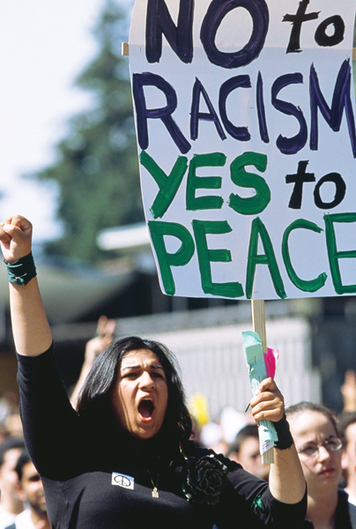 NO to
RACISM
YES to
PEACE